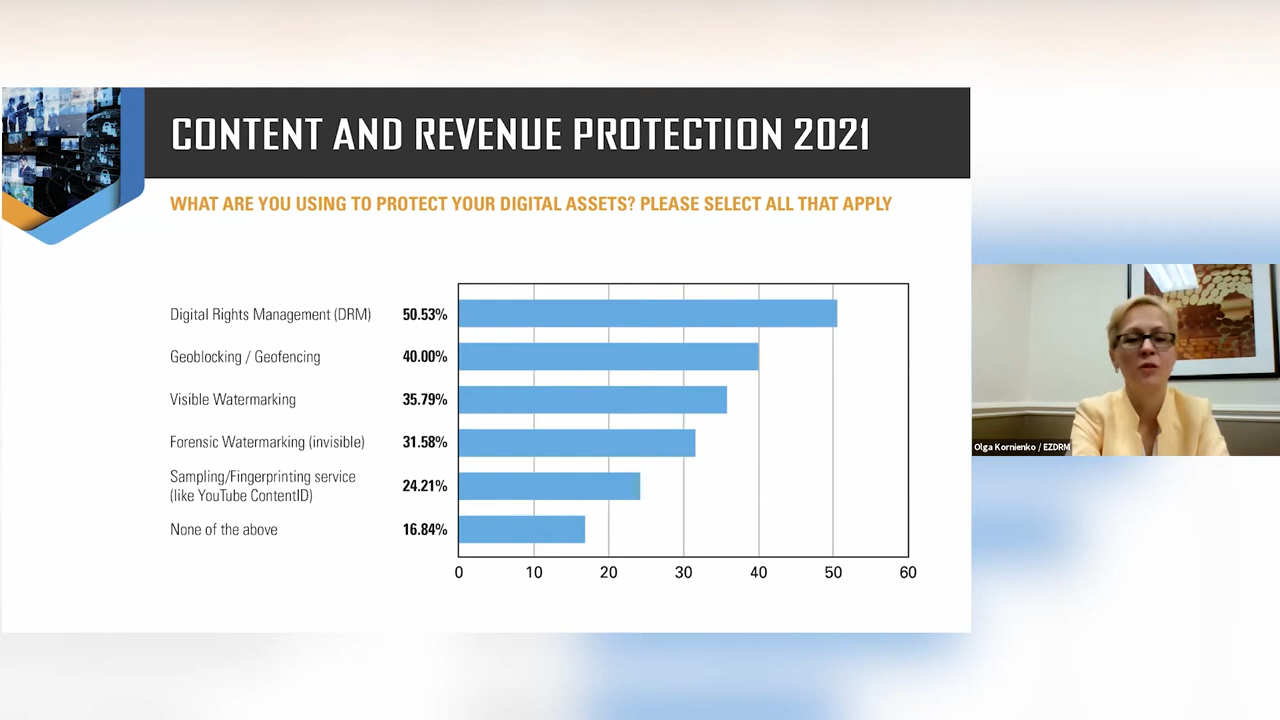 CONTENT AND REVENUE PROTECTION 2021
WHAT ARE YOU USING TO PROTECT YOUR DIGITAL ASSETS? PLEASE SELECT ALL THAT APPLY
Digital Rights Management (DRM) 50.53%
Geoblocking / Geofencing 40.00%
Visible Watermarking 35.79%
Forensic Watermarking (invisible) 31.58%
Sampling/Fingerprinting service
(like YouTube ContentID) 24.21%
None of the above 16.84%
0 10 20 30 40 50 60
Olga Kornienko / EZDRM